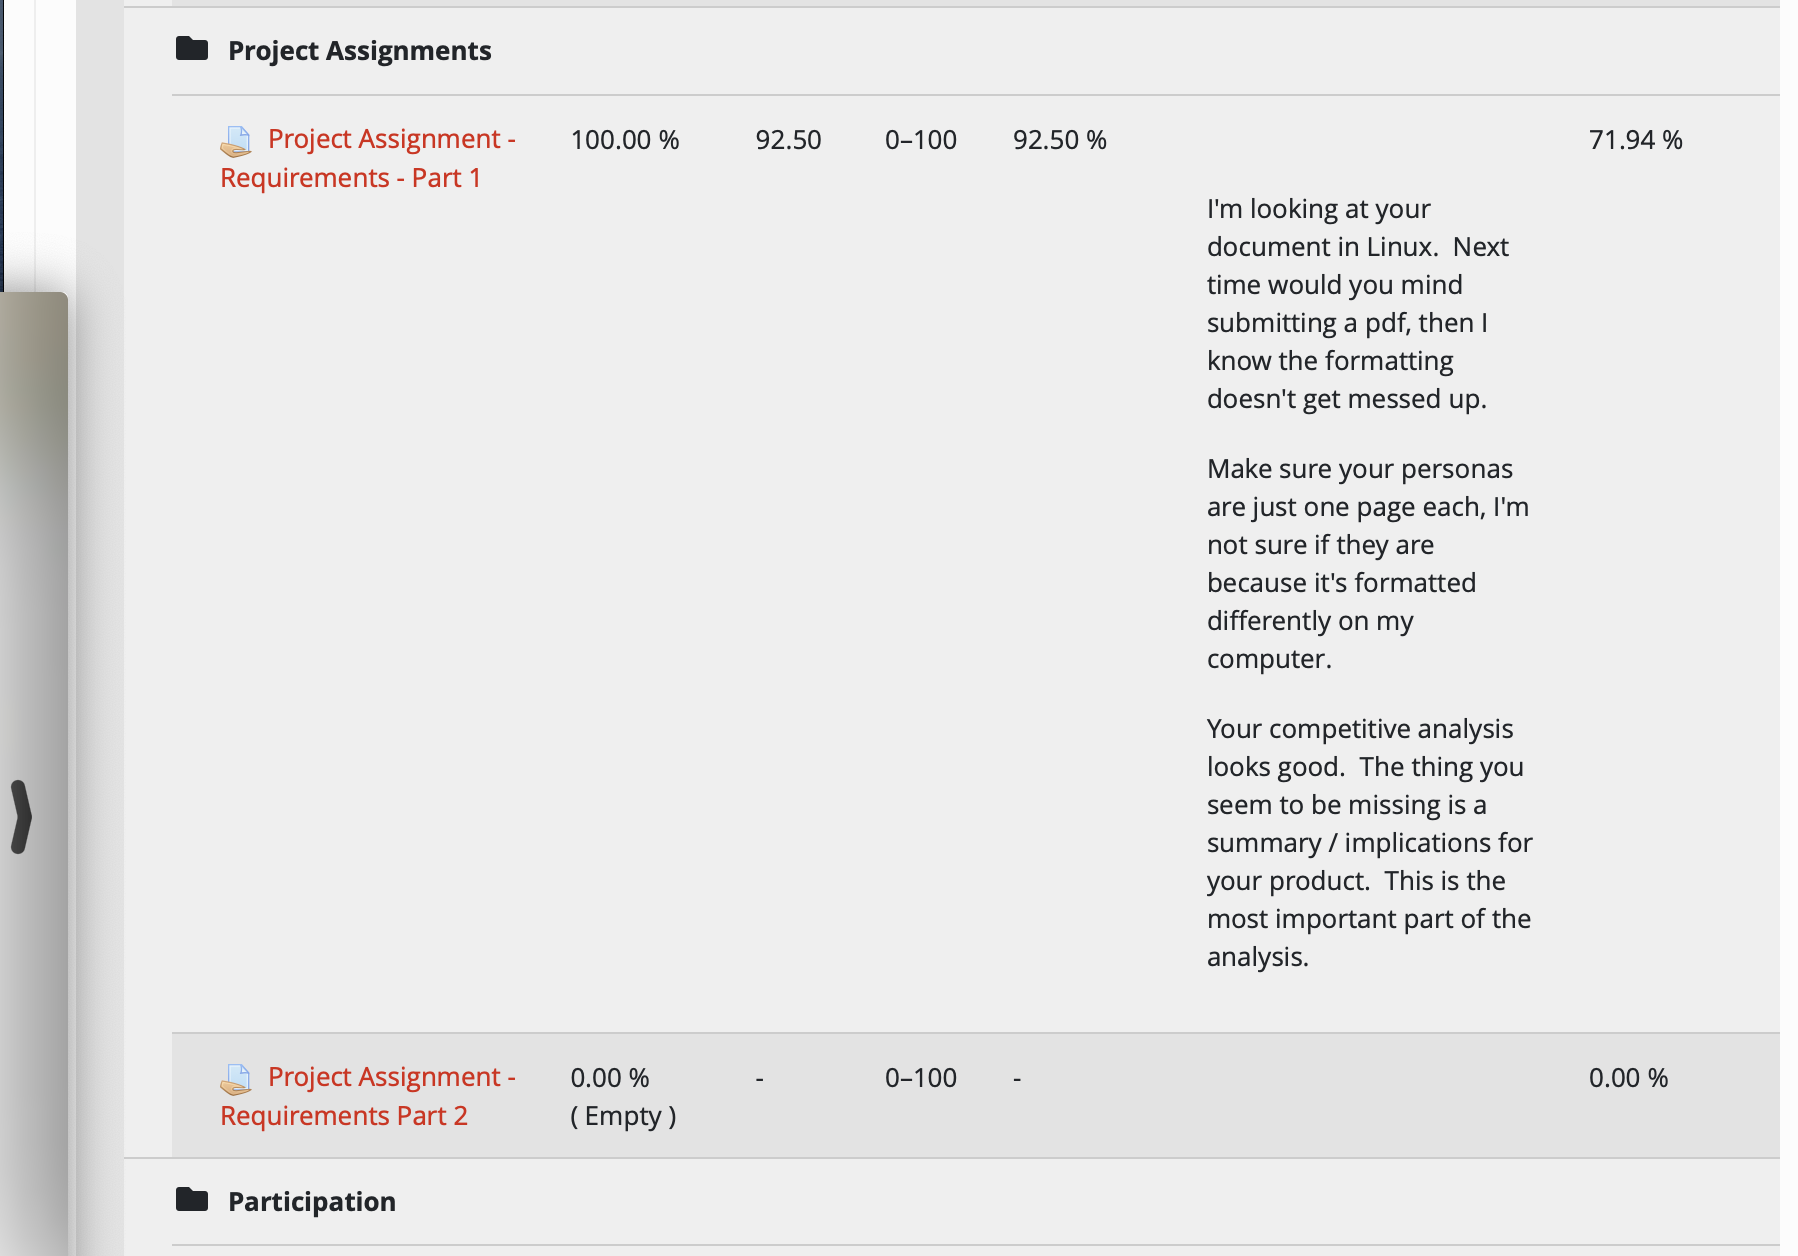 Project Assignments
Project Assignment - 100.00 % 92.50 0–100 92.50 % 71.94 %
Requirements - Part 1
I'm looking at your
document in Linux.  Next
time would you mind
submitting a pdf, then I
know the formatting
doesn't get messed up.
Make sure your personas
are just one page each, I'm
not sure if they are
because it's formatted
differently on my
computer.
Your competitive analysis
looks good.  The thing you
seem to be missing is a
summary / implications for
your product.  This is the
most important part of the
analysis.
Project Assignment - 0.00 % - 0–100 - 0.00 %
Requirements Part 2 ( Empty )
Participation